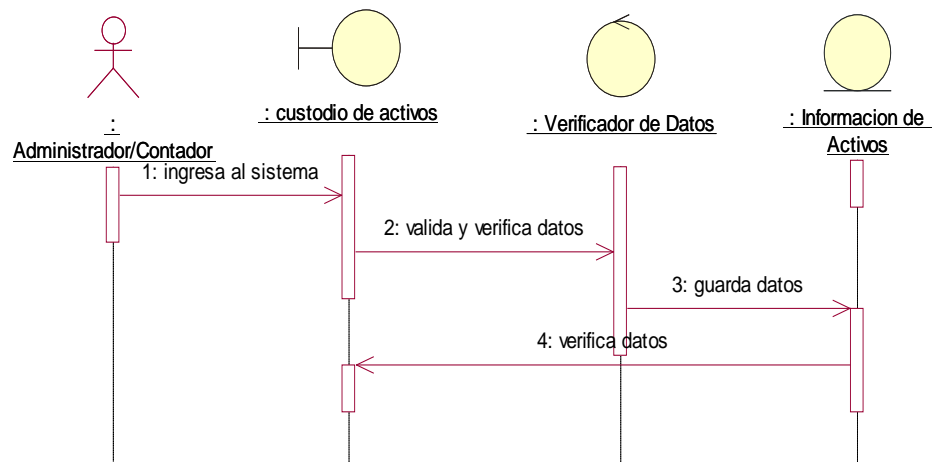 :
Administrador/Contador
: custodio de activos
: Verificador de Datos
: Informacion de
Activos
1: ingresa al sistema
2: valida y verifica datos
3: guarda datos
4: verifica datos